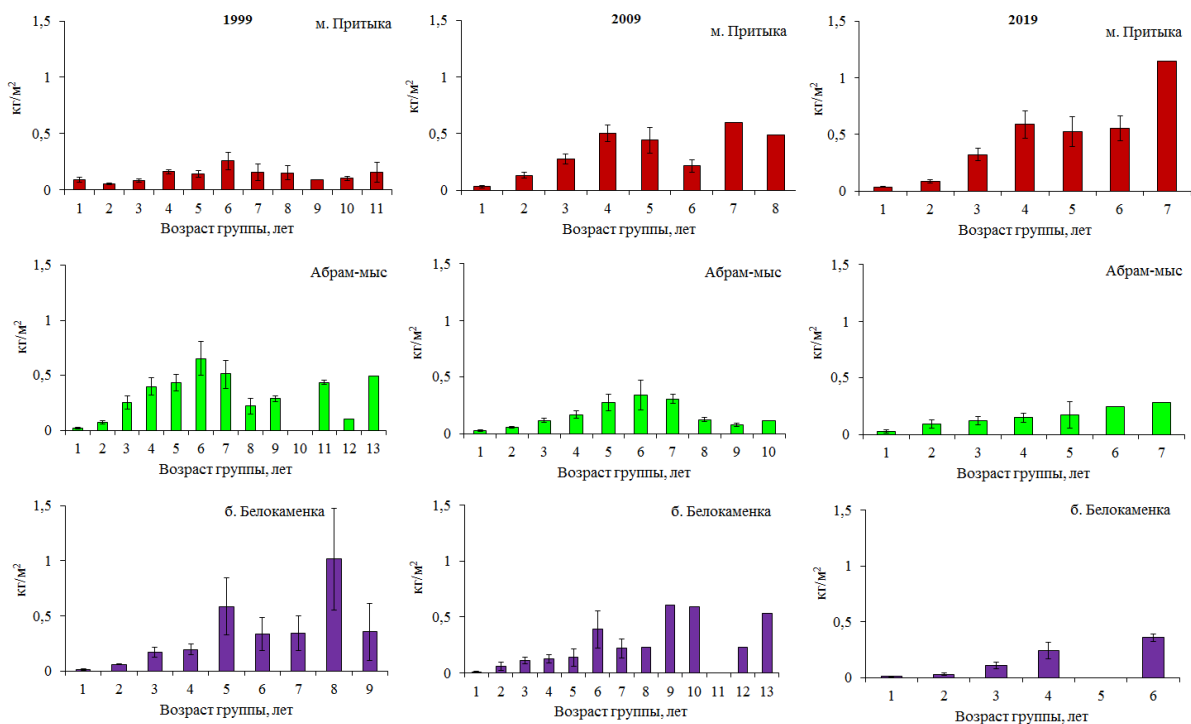 1999
м. Притыка
1,5
1
0,5
0
кг/м²
1 2 3 4 5 6 7 8 9 10 11
Возраст группы, лет
2009
м. Притыка
1,5
1
0,5
0
кг/м²
1 2 3 4 5 6 7 8
Возраст группы, лет
2019
м. Притыка
1,5
1
0,5
0
кг/м²
1 2 3 4 5 6 7
Возраст группы, лет
Абрам-мыс
1,5
1
0,5
0
кг/м²
1 2 3 4 5 6 7 8 9 10 11 12 13
Возраст группы, лет
Абрам-мыс
1,5
1
0,5
0
кг/м²
1 2 3 4 5 6 7 8 9 10
Возраст группы, лет
Абрам-мыс
1,5
1
0,5
0
кг/м²
1 2 3 4 5 6 7
Возраст группы, лет
б. Белокаменка
1,5
1
0,5
0
кг/м²
1 2 3 4 5 6 7 8 9
Возраст группы, лет
б. Белокаменка
1,5
1
0,5
0
кг/м²
1 2 3 4 5 6 7 8 9 10 11 12 13
Возраст группы, лет
б. Белокаменка
1,5
1
0,5
0
кг/м²
1 2 3 4 5 6
Возраст группы, лет